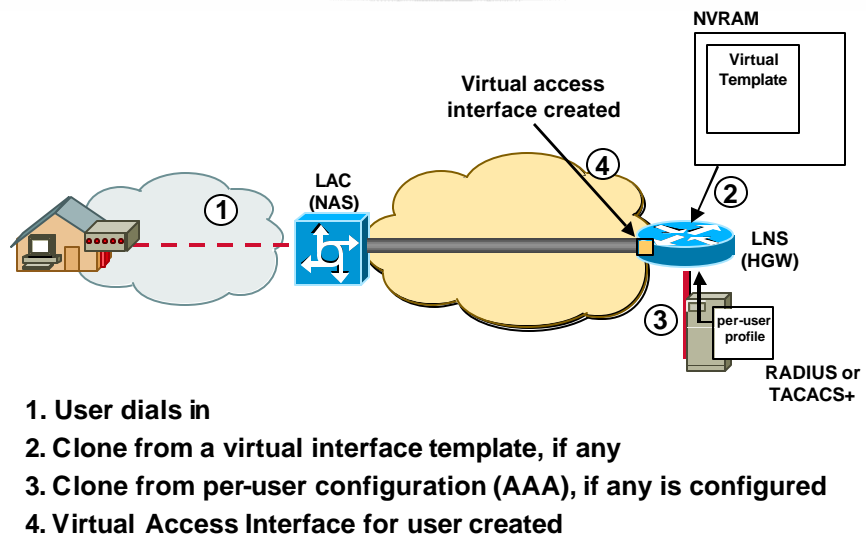 NVRAM
Virtual
Template
Virtual access
interface created
4
2
1
LAC
(NAS)
LNS
(HGW)
3
per-user
profile
RADIUS or
TACACS+
1. User dials in
2. Clone from a virtual interface template, if any
3. Clone from per-user configuration (AAA), if any is configured
4. Virtual Access Interface for user created